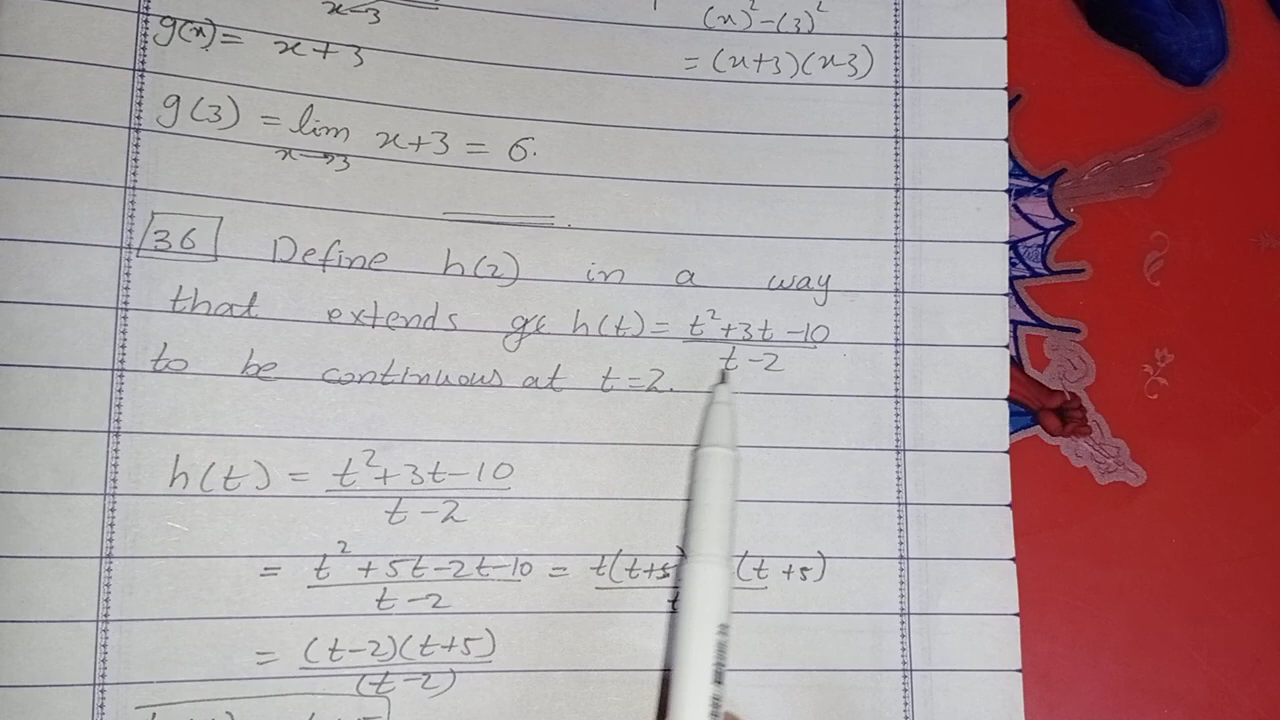 x-3
g(x) = x+3
(x)²-(3)²
= (x+3)(x-3)
g(3) = lim x+3 = 6.
x→3
36 Define h(2) in a way
that extends h(t) = t²+3t-10
t-2
to be continuous at t=2.
h(t) = t²+3t-10
t-2
= t²+5t-2t-10 = t(t+5) (t+5)
t-2 t
= (t-2)(t+5)
(t-2)